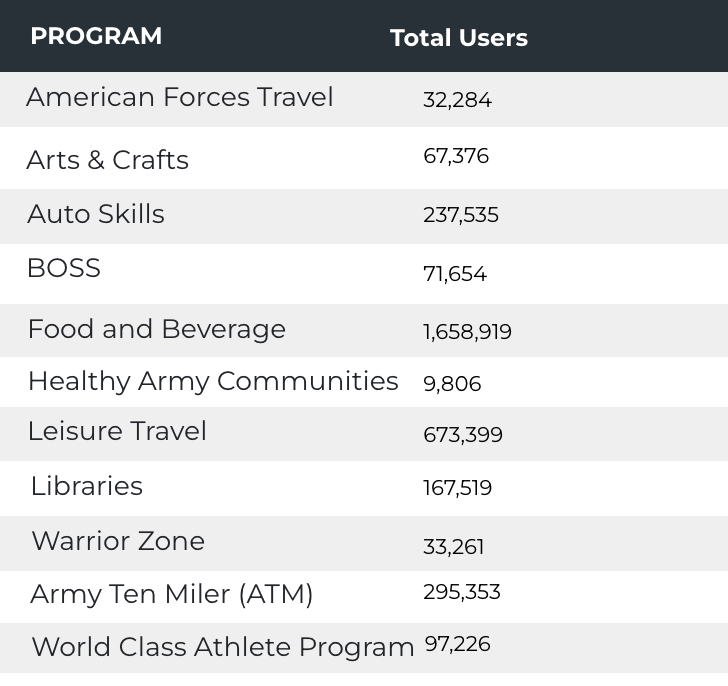 PROGRAM Total Users
American Forces Travel 32,284
Arts & Crafts 67,376
Auto Skills 237,535
BOSS 71,654
Food and Beverage 1,658,919
Healthy Army Communities 9,806
Leisure Travel 673,399
Libraries 167,519
Warrior Zone 33,261
Army Ten Miler (ATM) 295,353
World Class Athlete Program 97,226